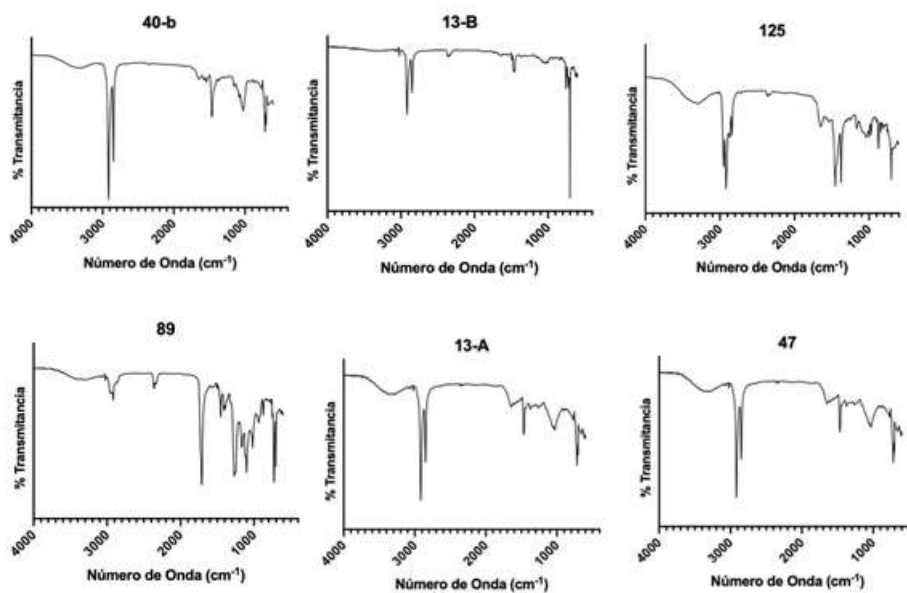 40-b
% Transmitancia
4000
3000
2000
1000
Número de Onda (cm⁻¹)
13-B
% Transmitancia
4000
3000
2000
1000
Número de Onda (cm⁻¹)
125
% Transmitancia
4000
3000
2000
1000
Número de Onda (cm⁻¹)
89
% Transmitancia
4000
3000
2000
1000
Número de Onda (cm⁻¹)
13-A
% Transmitancia
4000
3000
2000
1000
Número de Onda (cm⁻¹)
47
% Transmitancia
4000
3000
2000
1000
Número de Onda (cm⁻¹)